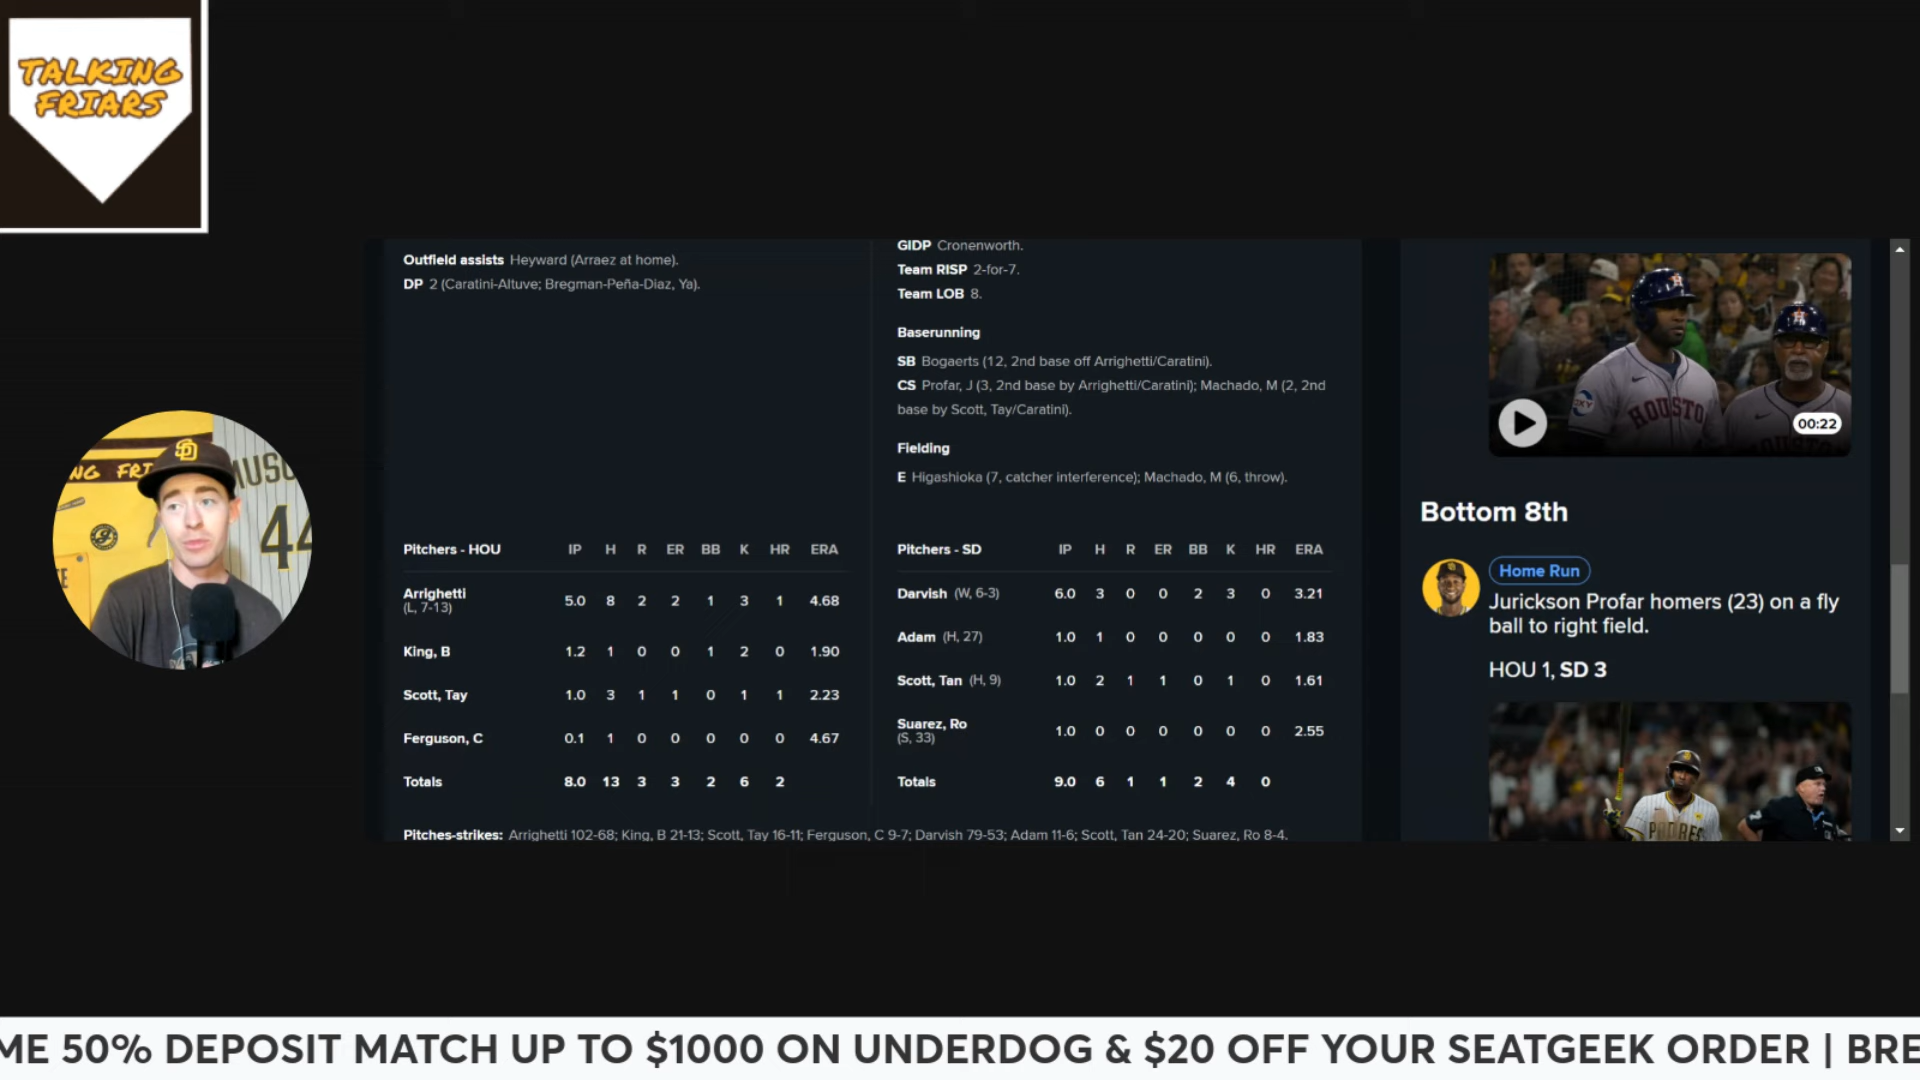 TALKING
FRIARS
Outfield assists Heyward (Arraez at home).
DP 2 (Caratini-Altuve; Bregman-Peña-Diaz, Ya).
GIDP Cronenworth.
Team RISP 2-for-7.
Team LOB 8.
Baserunning
SB Bogaerts (12, 2nd base off Arrighetti/Caratini).
CS Profar, J (3, 2nd base by Arrighetti/Caratini); Machado, M (2, 2nd
base by Scott, Tay/Caratini).
Fielding
E Higashioka (7, catcher interference); Machado, M (6, throw).
Pitchers - HOU IP H R ER BB K HR ERA
Arrighetti
(L, 7-13) 5.0 8 2 2 1 3 1 4.68
King, B 1.2 1 0 0 1 2 0 1.90
Scott, Tay 1.0 3 1 1 0 1 1 2.23
Ferguson, C 0.1 1 0 0 0 0 0 4.67
Totals 8.0 13 3 3 2 6 2
Pitchers - SD IP H R ER BB K HR ERA
Darvish (W, 6-3) 6.0 3 0 0 2 3 0 3.21
Adam (H, 27) 1.0 1 0 0 0 0 0 1.83
Scott, Tan (H, 9) 1.0 2 1 1 0 1 0 1.61
Suarez, Ro
(S, 33) 1.0 0 0 0 0 0 0 2.55
Totals 9.0 6 1 1 2 4 0
Pitches-strikes: Arrighetti 102-68; King, B 21-13; Scott, Tay 16-11; Ferguson, C 9-7; Darvish 79-53; Adam 11-6; Scott, Tan 24-20; Suarez, Ro 8-4.
HOUSTO
00:22
Bottom 8th
Home Run
Jurickson Profar homers (23) on a fly
ball to right field.
HOU 1, SD 3
PADRES
NG FRI
MUSG
44
SD
ME 50% DEPOSIT MATCH UP TO $1000 ON UNDERDOG & $20 OFF YOUR SEATGEEK ORDER | BRE